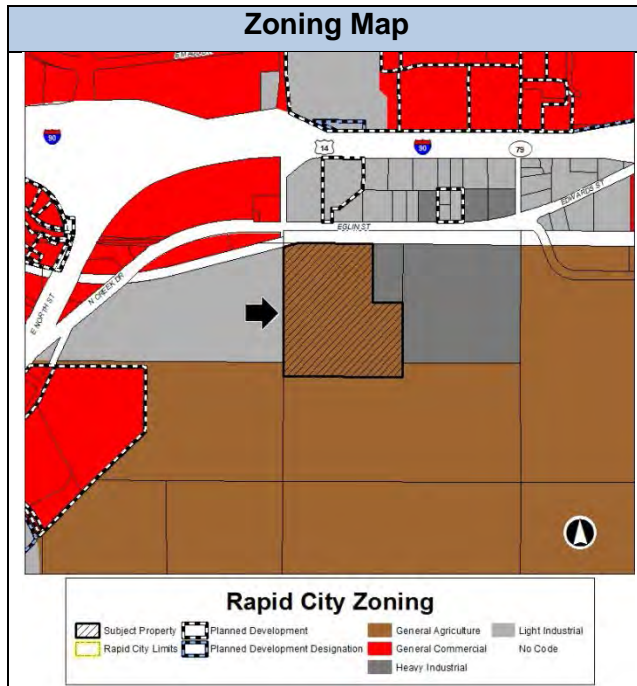 Zoning Map
90
14
90
79
EDWARDS ST
EGLIN ST
N CREEK DR
E NORTH ST
Rapid City Zoning
Subject Property
Planned Development
General Agriculture
Light Industrial
Rapid City Limits
Planned Development Designation
General Commercial
No Code
Heavy Industrial